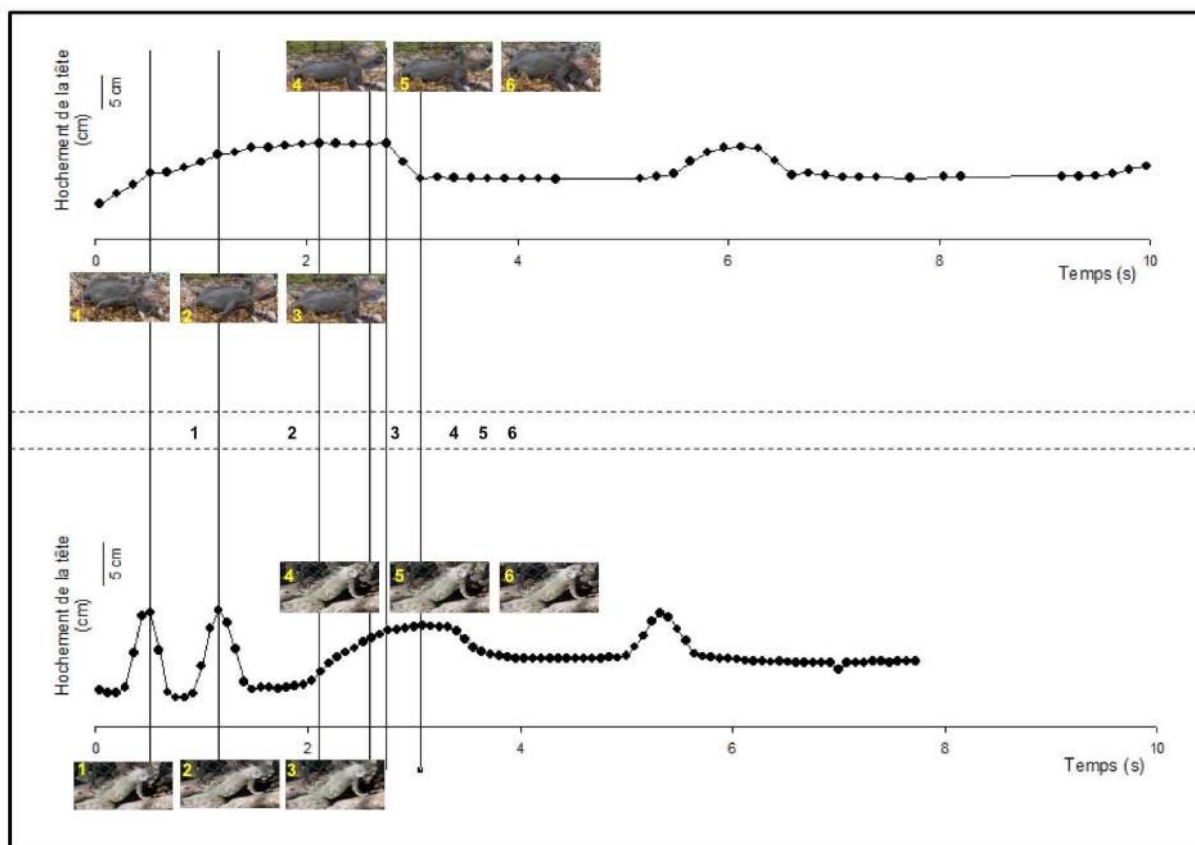 Hochement de la tête
(cm)
5 cm
4 5 6
0 2 4 6 8 10
Temps (s)
1 2 3
1 2 3 4 5 6
Hochement de la tête
(cm)
5 cm
4 5 6
0 2 4 6 8 10
Temps (s)
1 2 3